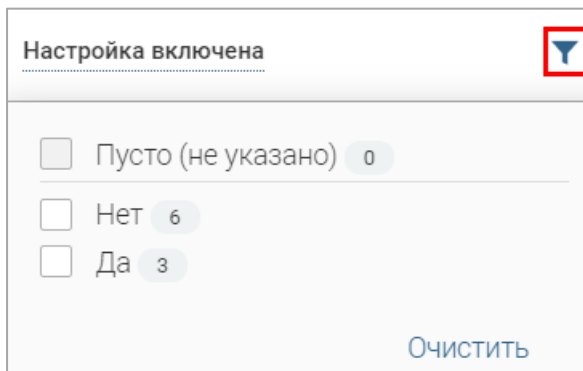 Настройка включена
Пусто (не указано) 0
Нет 6
Да 3
Очистить